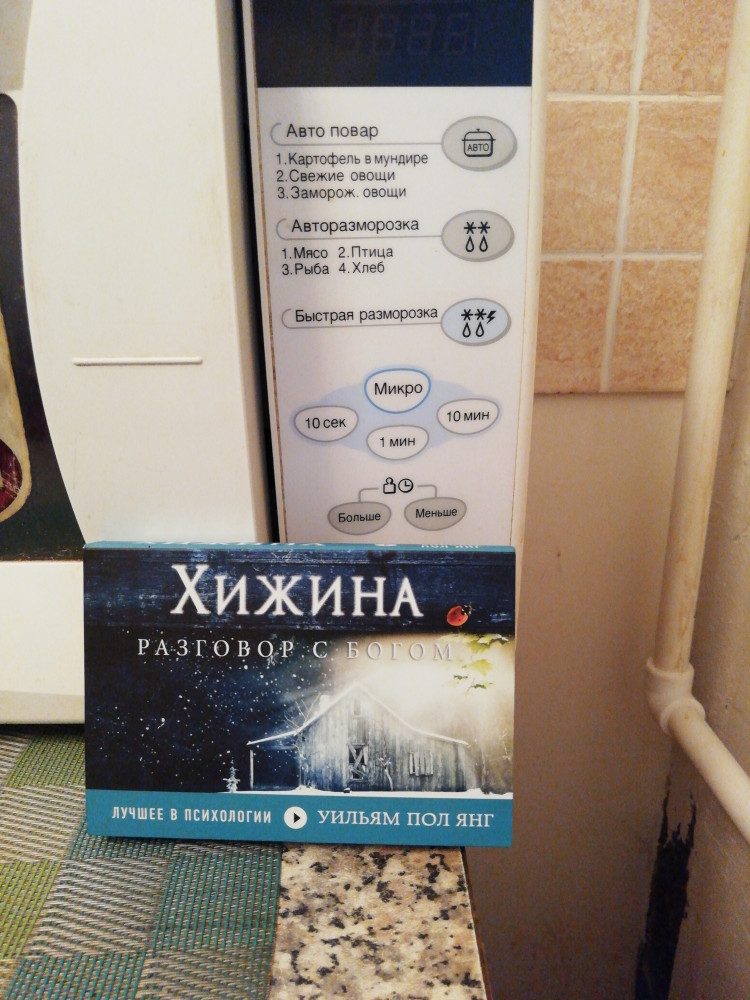 Авто повар
АВТО
1.Картофель в мундире
2.Свежие овощи
3.Заморож. овощи
Авторазморозка
1.Мясо 2.Птица
3.Рыба 4.Хлеб
Быстрая разморозка
Микро
10 сек
10 мин
1 мин
Больше
Меньше
ХИЖИНА
РАЗГОВОР С БОГОМ
ЛУЧШЕЕ В ПСИХОЛОГИИ
УИЛЬЯМ ПОЛ ЯНГ